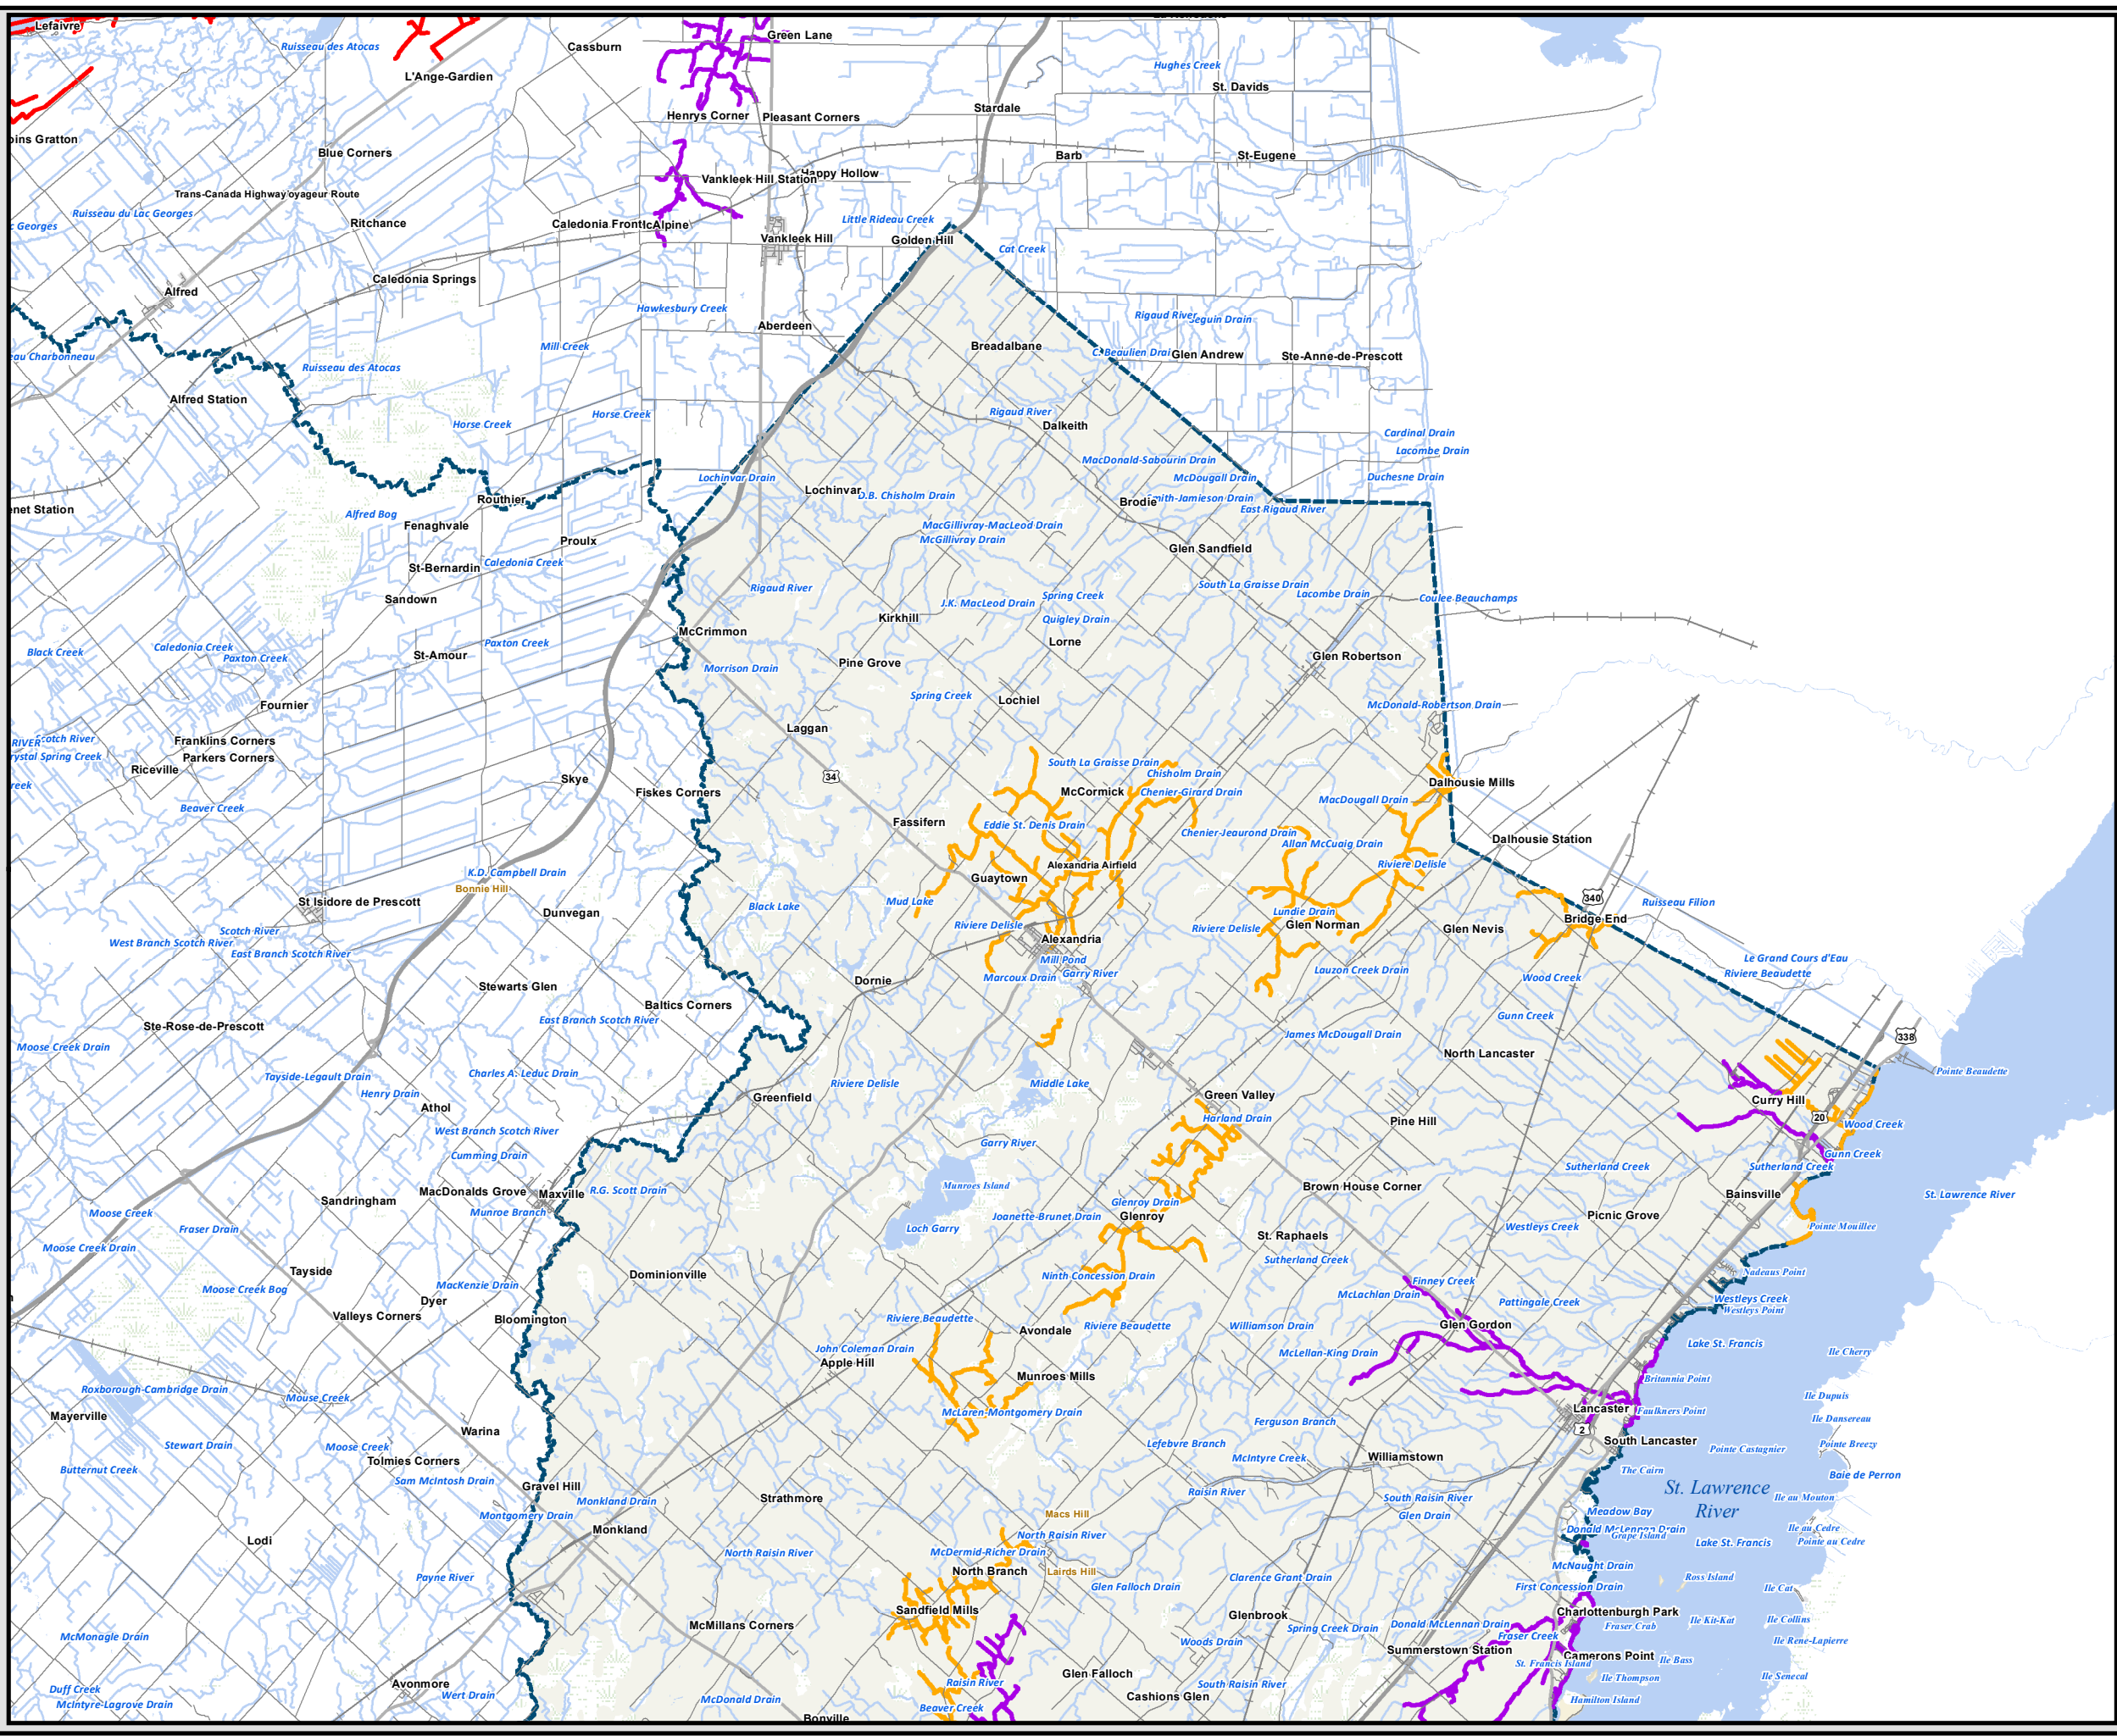 Lefaivre
Green Lane
Ruisseau des Atocas
Cassburn
L'Ange-Gardien
Hughes Creek
St. Davids
Stardale
Henrys Corner
Pleasant Corners
Blue Corners
Barb
St-Eugene
Vankleek Hill Station
Happy Hollow
Trans-Canada Highway
Ruisseau du Lac Georges
Ritchance
Georges
Caledonia Front
Little Rideau Creek
Vankleek Hill
Golden Hill
Cat Creek
Caledonia Springs
Alfred
Hawkesbury Creek
Rigaud River
Aberdeen
Mill Creek
Breadalbane
Glen Andrew
Ste-Anne-de-Prescott
Ruisseau des Atocas
Alfred Station
Horse Creek
Horse Creek
Rigaud River
Dalkeith
Cardinal Drain
Lacombe Drain
MacDonald-Sabourin Drain
McDougall Drain
Duchesne Drain
Lochinvar Drain
Lochinvar
D.B. Chisholm Drain
Routhier
Brodie
East Rigaud River
Alfred Bog
Fenaghvale
MacGillivray-MacLeod Drain
McGillivray Drain
Proulx
Glen Sandfield
St-Bernardin
Caledonia Creek
Rigaud River
South La Graisse Drain
Lacombe Drain
Sandown
J.K. MacLeod Drain
Spring Creek
Coulee Beauchamps
Kirkhill
Quigley Drain
McCrimmon
Lorne
Black Creek
Caledonia Creek
Paxton Creek
Paxton Creek
St-Amour
Morrison Drain
Pine Grove
Glen Robertson
Spring Creek
Lochiel
Fournier
McDonald-Robertson Drain
Laggan
Scotch River
Franklins Corners
Parkers Corners
Riceville
Skye
34
South La Graisse Drain
Chisholm Drain
Fiskes Corners
McCormick
Chenier-Girard Drain
MacDougall Drain
Dalhousie Mills
Beaver Creek
Fassifern
Eddie St. Denis Drain
Chenier-Jeaurond Drain
Allan McCuaig Drain
Dalhousie Station
Alexandria Airfield
Riviere Delisle
K.D. Campbell Drain
Bonnie Hill
Guaytown
St Isidore de Prescott
Dunvegan
Black Lake
Mud Lake
340
Ruisseau Filion
Lundie Drain
Bridge End
Scotch River
West Branch Scotch River
East Branch Scotch River
Riviere Delisle
Alexandria
Riviere Delisle
Glen Norman
Glen Nevis
Mill Pond
Marcoux Drain
Garry River
Lauzon Creek Drain
Wood Creek
Le Grand Cours d'Eau
Riviere Beaudette
Stewarts Glen
Dornie
Baltics Corners
East Branch Scotch River
Gunn Creek
Ste-Rose-de-Prescott
James McDougall Drain
338
Moose Creek Drain
North Lancaster
Tayside-Legault Drain
Charles A. Leduc Drain
Riviere Delisle
Middle Lake
Pointe Beaudette
Henry Drain
Greenfield
Green Valley
Curry Hill
Athol
Harland Drain
Pine Hill
20
Wood Creek
West Branch Scotch River
Garry River
Cumming Drain
Gunn Creek
Sutherland Creek
Sutherland Creek
MacDonalds Grove
Maxville
R.G. Scott Drain
Munroes Island
Brown House Corner
Bainsville
St. Lawrence River
Sandringham
Munroe Branch
Glenroy Drain
Moose Creek
Fraser Drain
Loch Garry
Joanette-Brunet Drain
Glenroy
Picnic Grove
Westleys Creek
Pointe Mouillee
Moose Creek Drain
St. Raphaels
Sutherland Creek
Tayside
Dominionville
Ninth Concession Drain
Nadeaus Point
Moose Creek Bog
MacKenzie Drain
Finney Creek
McLachlan Drain
Dyer
Pattingale Creek
Westleys Creek
Westleys Point
Valleys Corners
Bloomington
Riviere Beaudette
Avondale
Riviere Beaudette
Williamson Drain
Glen Gordon
Lake St. Francis
John Coleman Drain
Apple Hill
McLellan-King Drain
Ile Cherry
Munroes Mills
Britannia Point
Roxborough-Cambridge Drain
Mouse Creek
Ile Dupuis
McLaren-Montgomery Drain
Lancaster
Faulkners Point
Mayerville
Ferguson Branch
Ile Dansereau
Warina
2
Stewart Drain
Moose Creek
Lefebvre Branch
South Lancaster
Pointe Castagnier
Pointe Breezy
Tolmies Corners
McIntyre Creek
Williamstown
Butternut Creek
Sam McIntosh Drain
The Cairn
Baie de Perron
Gravel Hill
St. Lawrence
River
Strathmore
Raisin River
South Raisin River
Ile au Mouton
Monkland Drain
Montgomery Drain
Macs Hill
Glen Drain
Meadow Bay
Monkland
North Raisin River
Donald McLennan Drain
Grape Island
Ile au Cedre
Lodi
Lake St. Francis
Pointe au Cedre
North Raisin River
McDermid-Richer Drain
McNaught Drain
Payne River
North Branch
Lairds Hill
Clarence Grant Drain
Ross Island
Glen Falloch Drain
First Concession Drain
Ile Cat
Sandfield Mills
Glenbrook
Charlottenburgh Park
Ile Kit-Kat
Ile Collins
McMillans Corners
Donald McLennan Drain
Fraser Crab
McMonagle Drain
Woods Drain
Spring Creek Drain
Fraser Creek
Ile Rene-Lapierre
Summerstown Station
Camerons Point
Ile Bass
St. Francis Island
Glen Falloch
Ile Thompson
Ile Senecal
Avonmore
Raisin River
South Raisin River
Duff Creek
Wert Drain
McDonald Drain
Cashions Glen
Hamilton Island
McIntyre-Lagrove Drain
Beaver Creek
Bonville